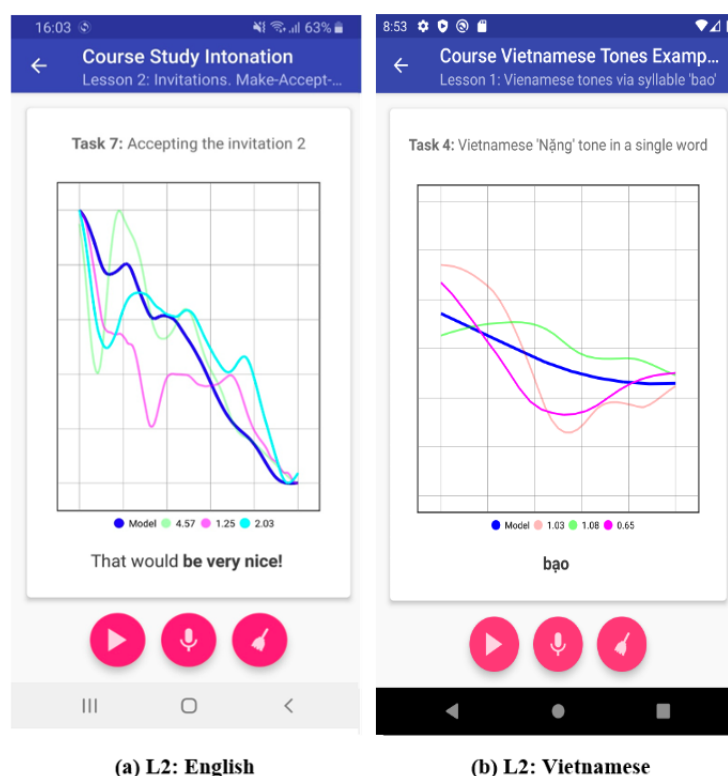 16:03 63%
Course Study Intonation
Lesson 2: Invitations. Make-Accept-...
Task 7: Accepting the invitation 2
Model 4.57 1.25 2.03
That would be very nice!
(a) L2: English
8:53
Course Vietnamese Tones Examp...
Lesson 1: Vienamese tones via syllable 'bao'
Task 4: Vietnamese 'Nặng' tone in a single word
Model 1.03 1.08 0.65
bạo
(b) L2: Vietnamese